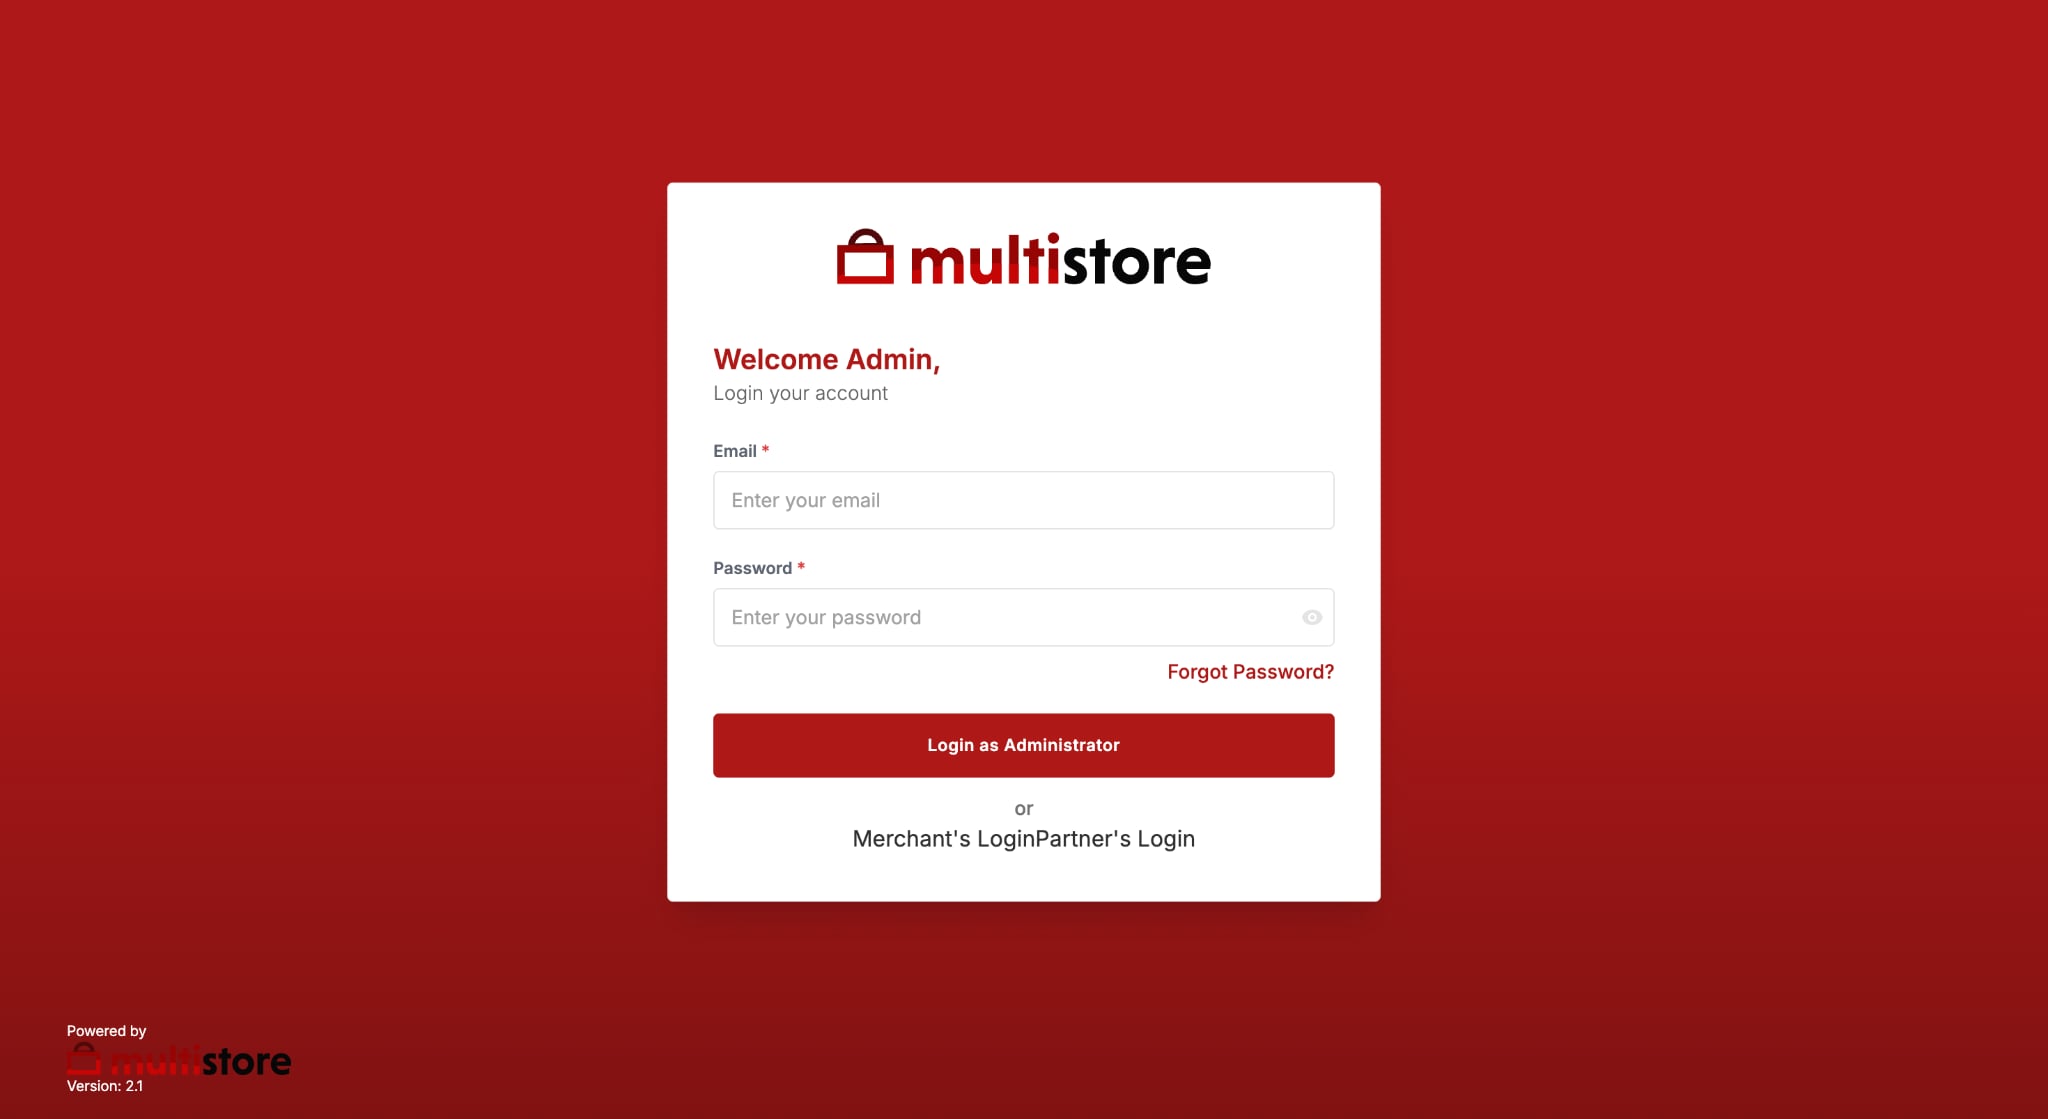 multistore
Welcome Admin,
Login your account
Email *
Enter your email
Password *
Enter your password
Forgot Password?
Login as Administrator
or
Merchant's LoginPartner's Login
Powered by
multistore
Version: 2.1